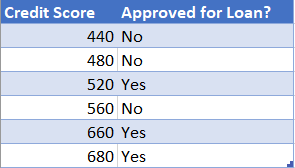 Credit Score Approved for Loan?
440 No
480 No
520 Yes
560 No
660 Yes
680 Yes